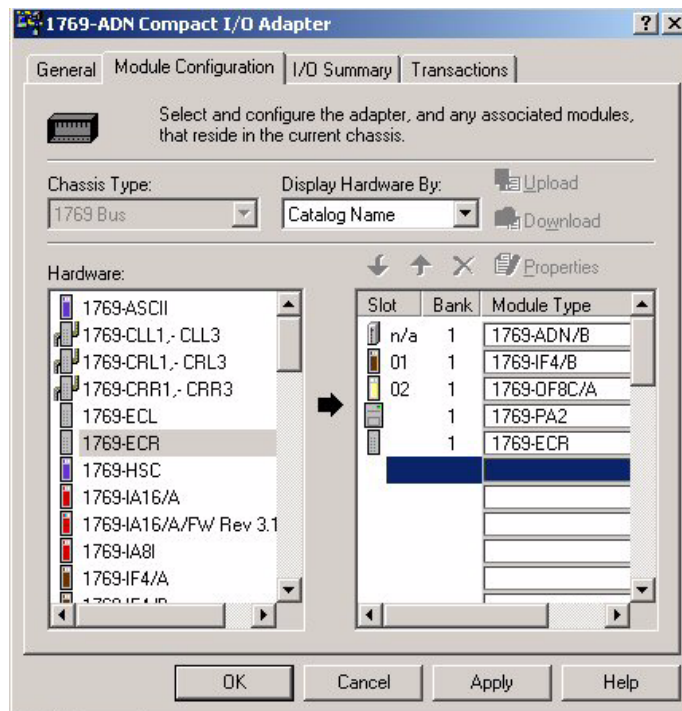 1769-ADN Compact I/O Adapter
General Module Configuration I/O Summary Transactions
Select and configure the adapter, and any associated modules,
that reside in the current chassis.
Chassis Type:
1769 Bus
Display Hardware By:
Catalog Name
Upload
Download
Hardware:
Properties
1769-ASCII
1769-CLL1,- CLL3
1769-CRL1,- CRL3
1769-CRR1,- CRR3
1769-ECL
1769-ECR
1769-HSC
1769-IA16/A
1769-IA16/A/FW Rev 3.1
1769-IA8I
1769-IF4/A
Slot Bank Module Type
n/a 1 1769-ADN/B
01 1 1769-IF4/B
02 1 1769-OF8C/A
1 1769-PA2
1 1769-ECR
OK Cancel Apply Help